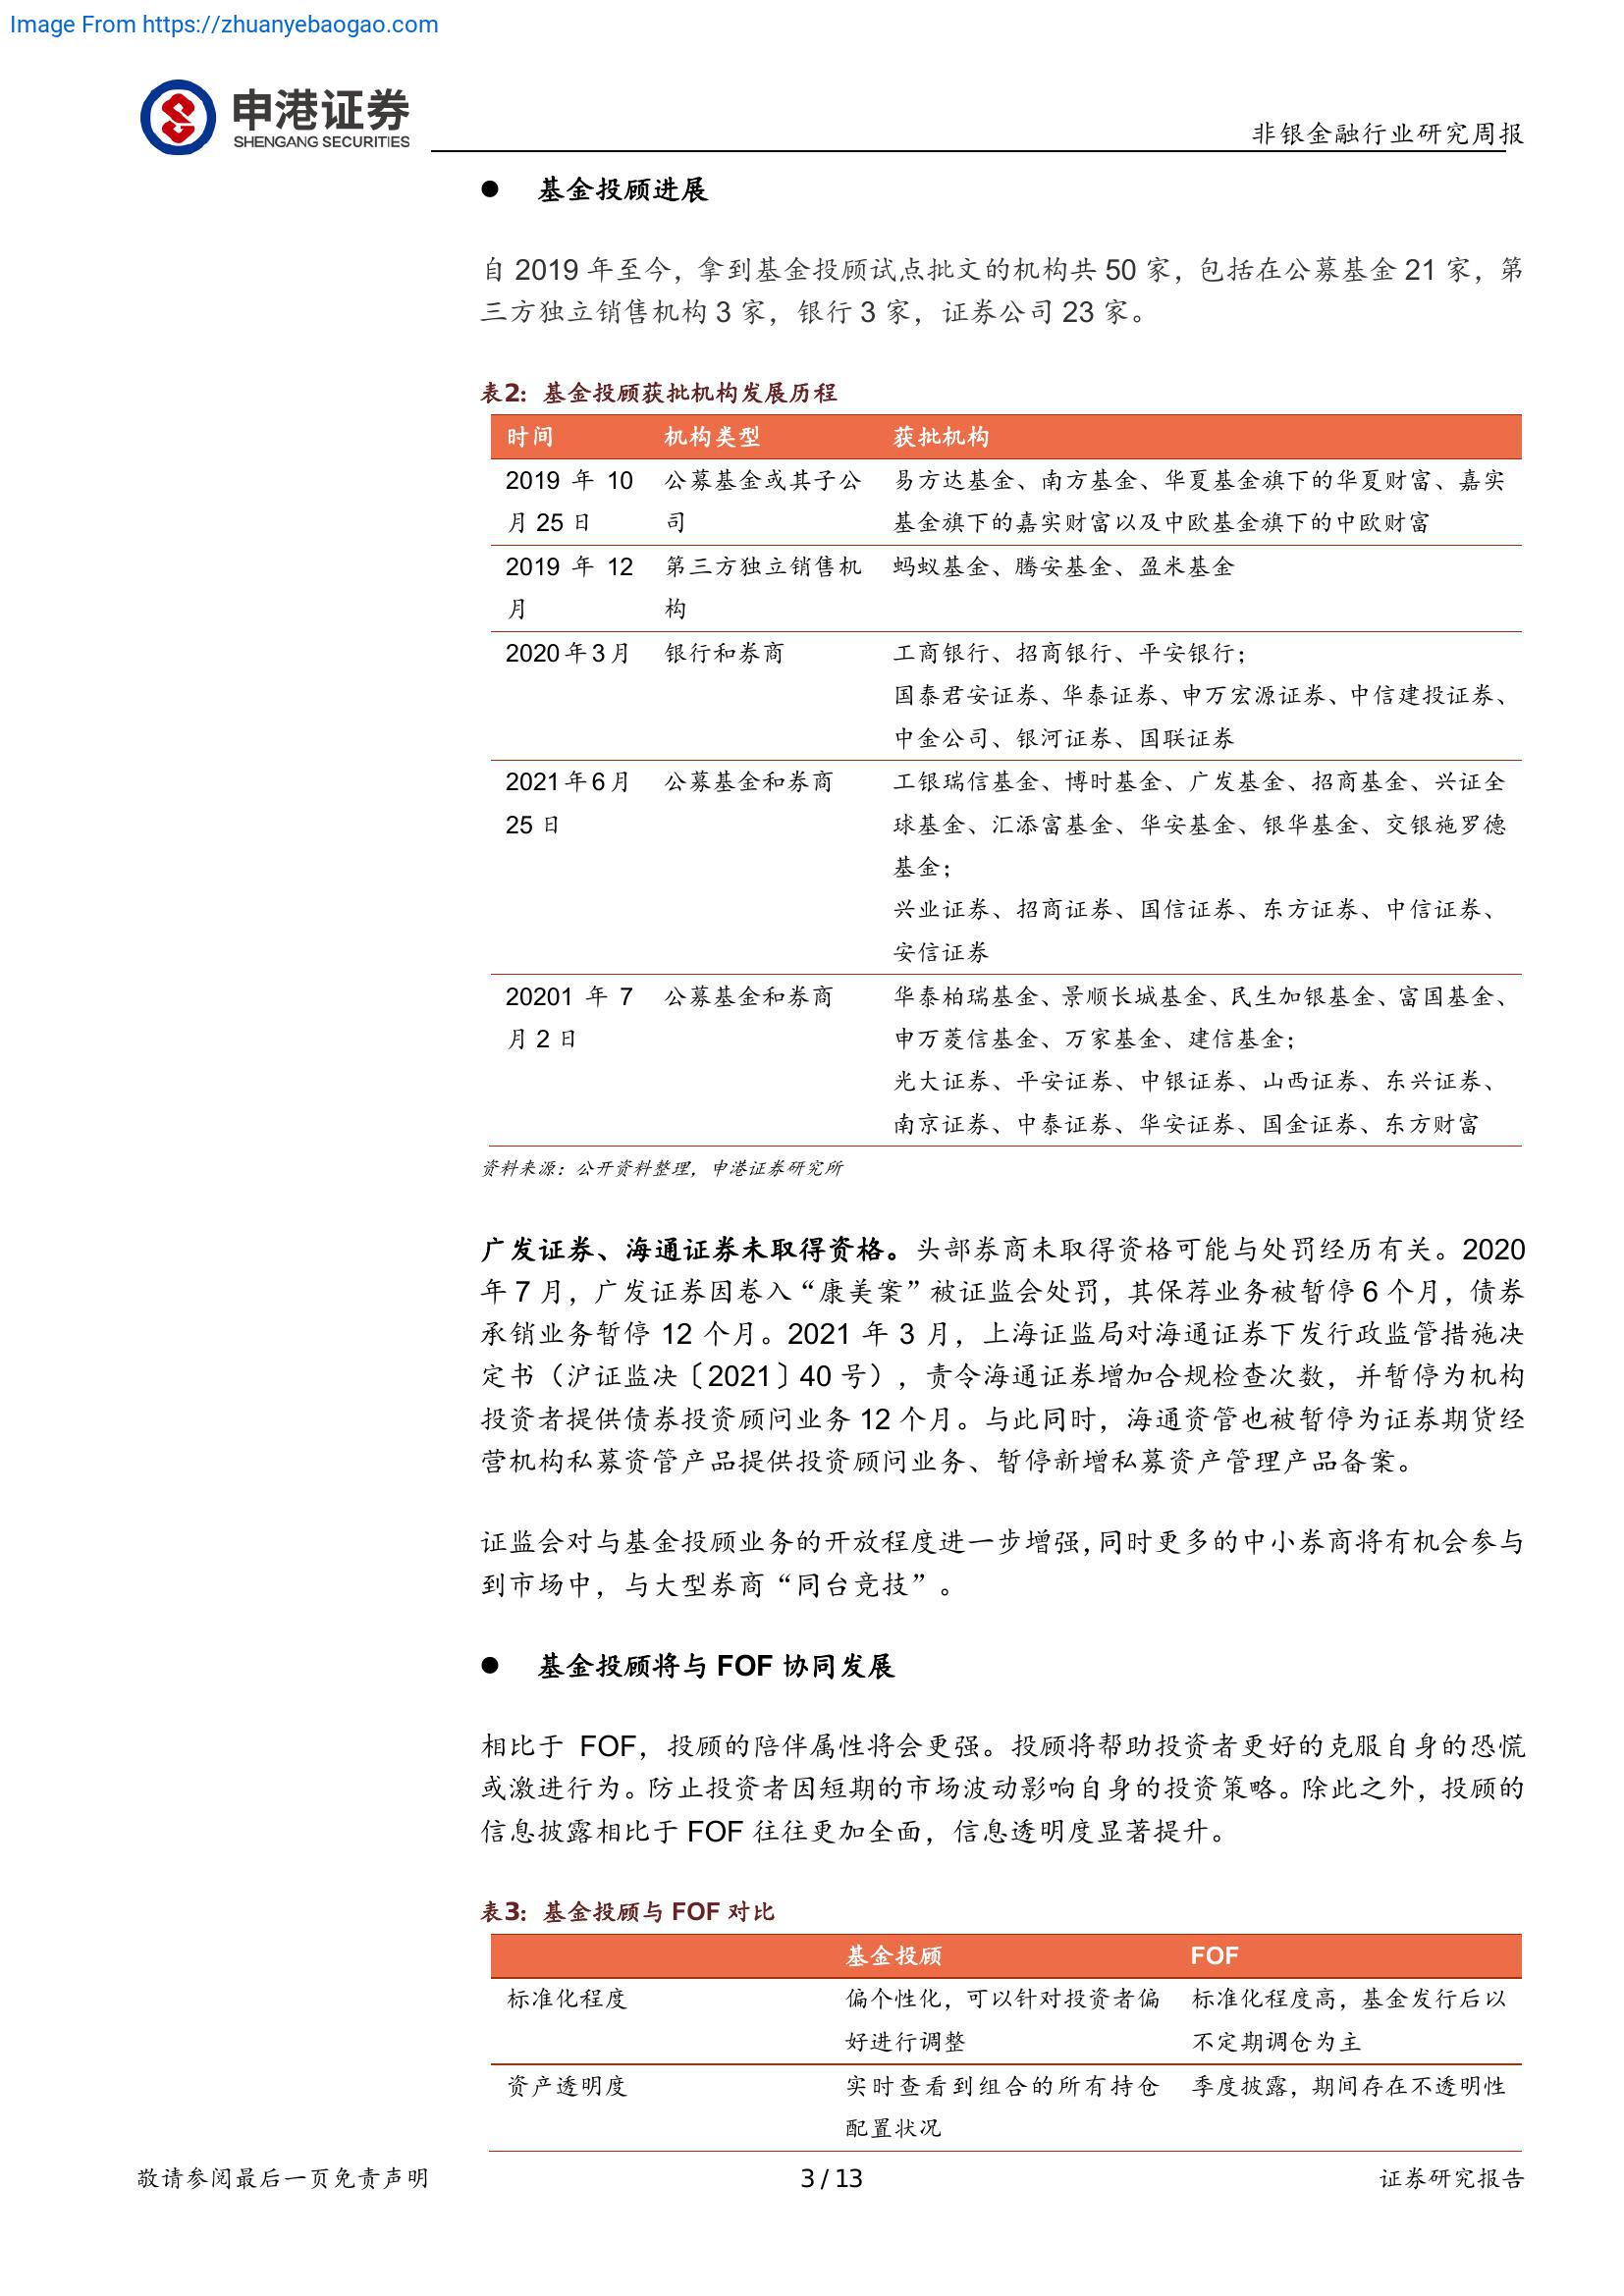 Image From https://zhuanyebaogao.com
申港证券
SHENGANG SECURITIES
非银金融行业研究周报
● 基金投顾进展
自 2019 年至今，拿到基金投顾试点批文的机构共 50 家，包括在公募基金 21 家，第
三方独立销售机构 3 家，银行 3 家，证券公司 23 家。
表2: 基金投顾获批机构发展历程
时间 机构类型 获批机构
2019 年 10 公募基金或其子公 易方达基金、南方基金、华夏基金旗下的华夏财富、嘉实
月 25 日 司 基金旗下的嘉实财富以及中欧基金旗下的中欧财富
2019 年 12 第三方独立销售机 蚂蚁基金、腾安基金、盈米基金
月 构
2020 年 3 月 银行和券商 工商银行、招商银行、平安银行；
国泰君安证券、华泰证券、申万宏源证券、中信建投证券、
中金公司、银河证券、国联证券
2021 年 6 月 公募基金和券商 工银瑞信基金、博时基金、广发基金、招商基金、兴证全
25 日 球基金、汇添富基金、华安基金、银华基金、交银施罗德
基金；
兴业证券、招商证券、国信证券、东方证券、中信证券、
安信证券
20201 年 7 公募基金和券商 华泰柏瑞基金、景顺长城基金、民生加银基金、富国基金、
月 2 日 申万菱信基金、万家基金、建信基金；
光大证券、平安证券、中银证券、山西证券、东兴证券、
南京证券、中泰证券、华安证券、国金证券、东方财富
资料来源：公开资料整理，申港证券研究所
广发证券、海通证券未取得资格。头部券商未取得资格可能与处罚经历有关。2020
年 7 月，广发证券因卷入“康美案”被证监会处罚，其保荐业务被暂停 6 个月，债券
承销业务暂停 12 个月。2021 年 3 月，上海证监局对海通证券下发行政监管措施决
定书（沪证监决〔2021〕40 号），责令海通证券增加合规检查次数，并暂停为机构
投资者提供债券投资顾问业务 12 个月。与此同时，海通资管也被暂停为证券期货经
营机构私募资管产品提供投资顾问业务、暂停新增私募资产管理产品备案。
证监会对与基金投顾业务的开放程度进一步增强，同时更多的中小券商将有机会参与
到市场中，与大型券商“同台竞技”。
● 基金投顾将与 FOF 协同发展
相比于 FOF，投顾的陪伴属性将会更强。投顾将帮助投资者更好的克服自身的恐慌
或激进行为。防止投资者因短期的市场波动影响自身的投资策略。除此之外，投顾的
信息披露相比于 FOF 往往更加全面，信息透明度显著提升。
表3: 基金投顾与 FOF 对比
基金投顾 FOF
标准化程度 偏个性化，可以针对投资者偏 标准化程度高，基金发行后以
好进行调整 不定期调仓为主
资产透明度 实时查看到组合的所有持仓 季度披露，期间存在不透明性
配置状况
敬请参阅最后一页免责声明 3 / 13 证券研究报告